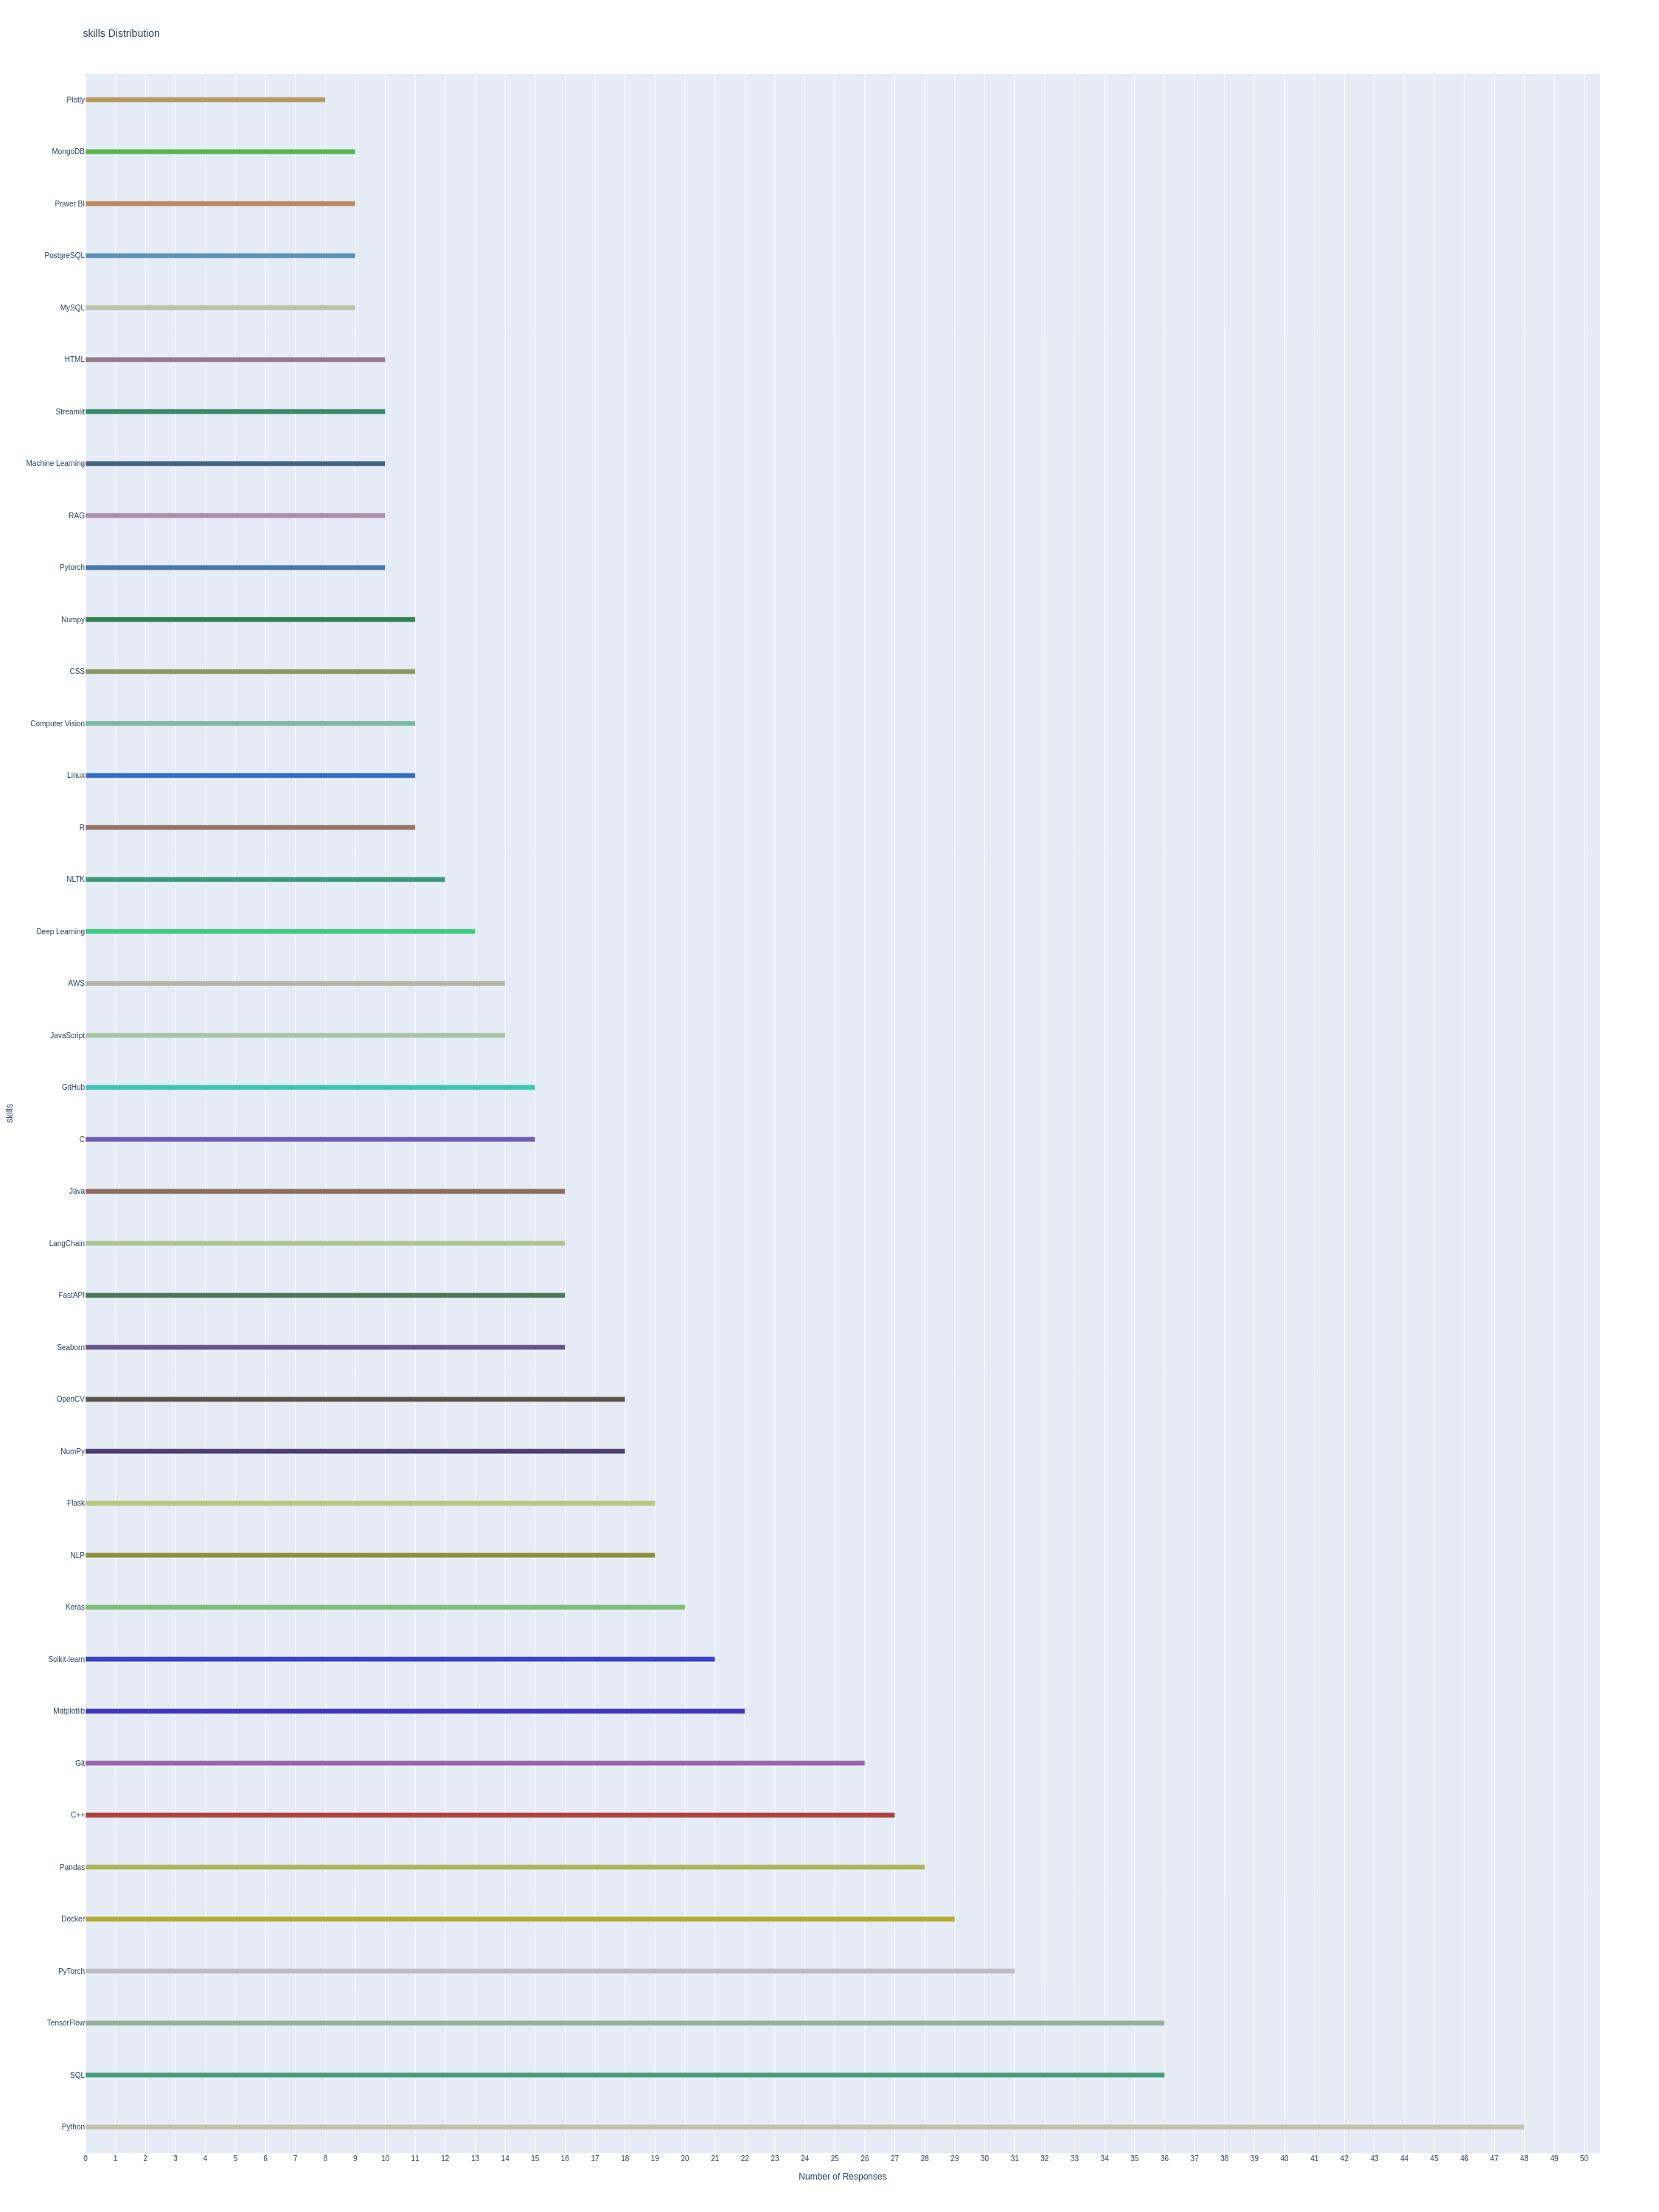 skills Distribution
Plotly
MongoDB
Power BI
PostgreSQL
MySQL
HTML
Streamlit
Machine Learning
RAG
Pytorch
Numpy
CSS
Computer Vision
Linux
R
NLTK
Deep Learning
AWS
JavaScript
GitHub
C
Java
LangChain
FastAPI
Seaborn
OpenCV
NumPy
Flask
NLP
Keras
Scikit-learn
Matplotlib
Git
C++
Pandas
Docker
PyTorch
TensorFlow
SQL
Python
skills
0 1 2 3 4 5 6 7 8 9 10 11 12 13 14 15 16 17 18 19 20 21 22 23 24 25 26 27 28 29 30 31 32 33 34 35 36 37 38 39 40 41 42 43 44 45 46 47 48 49 50
Number of Responses